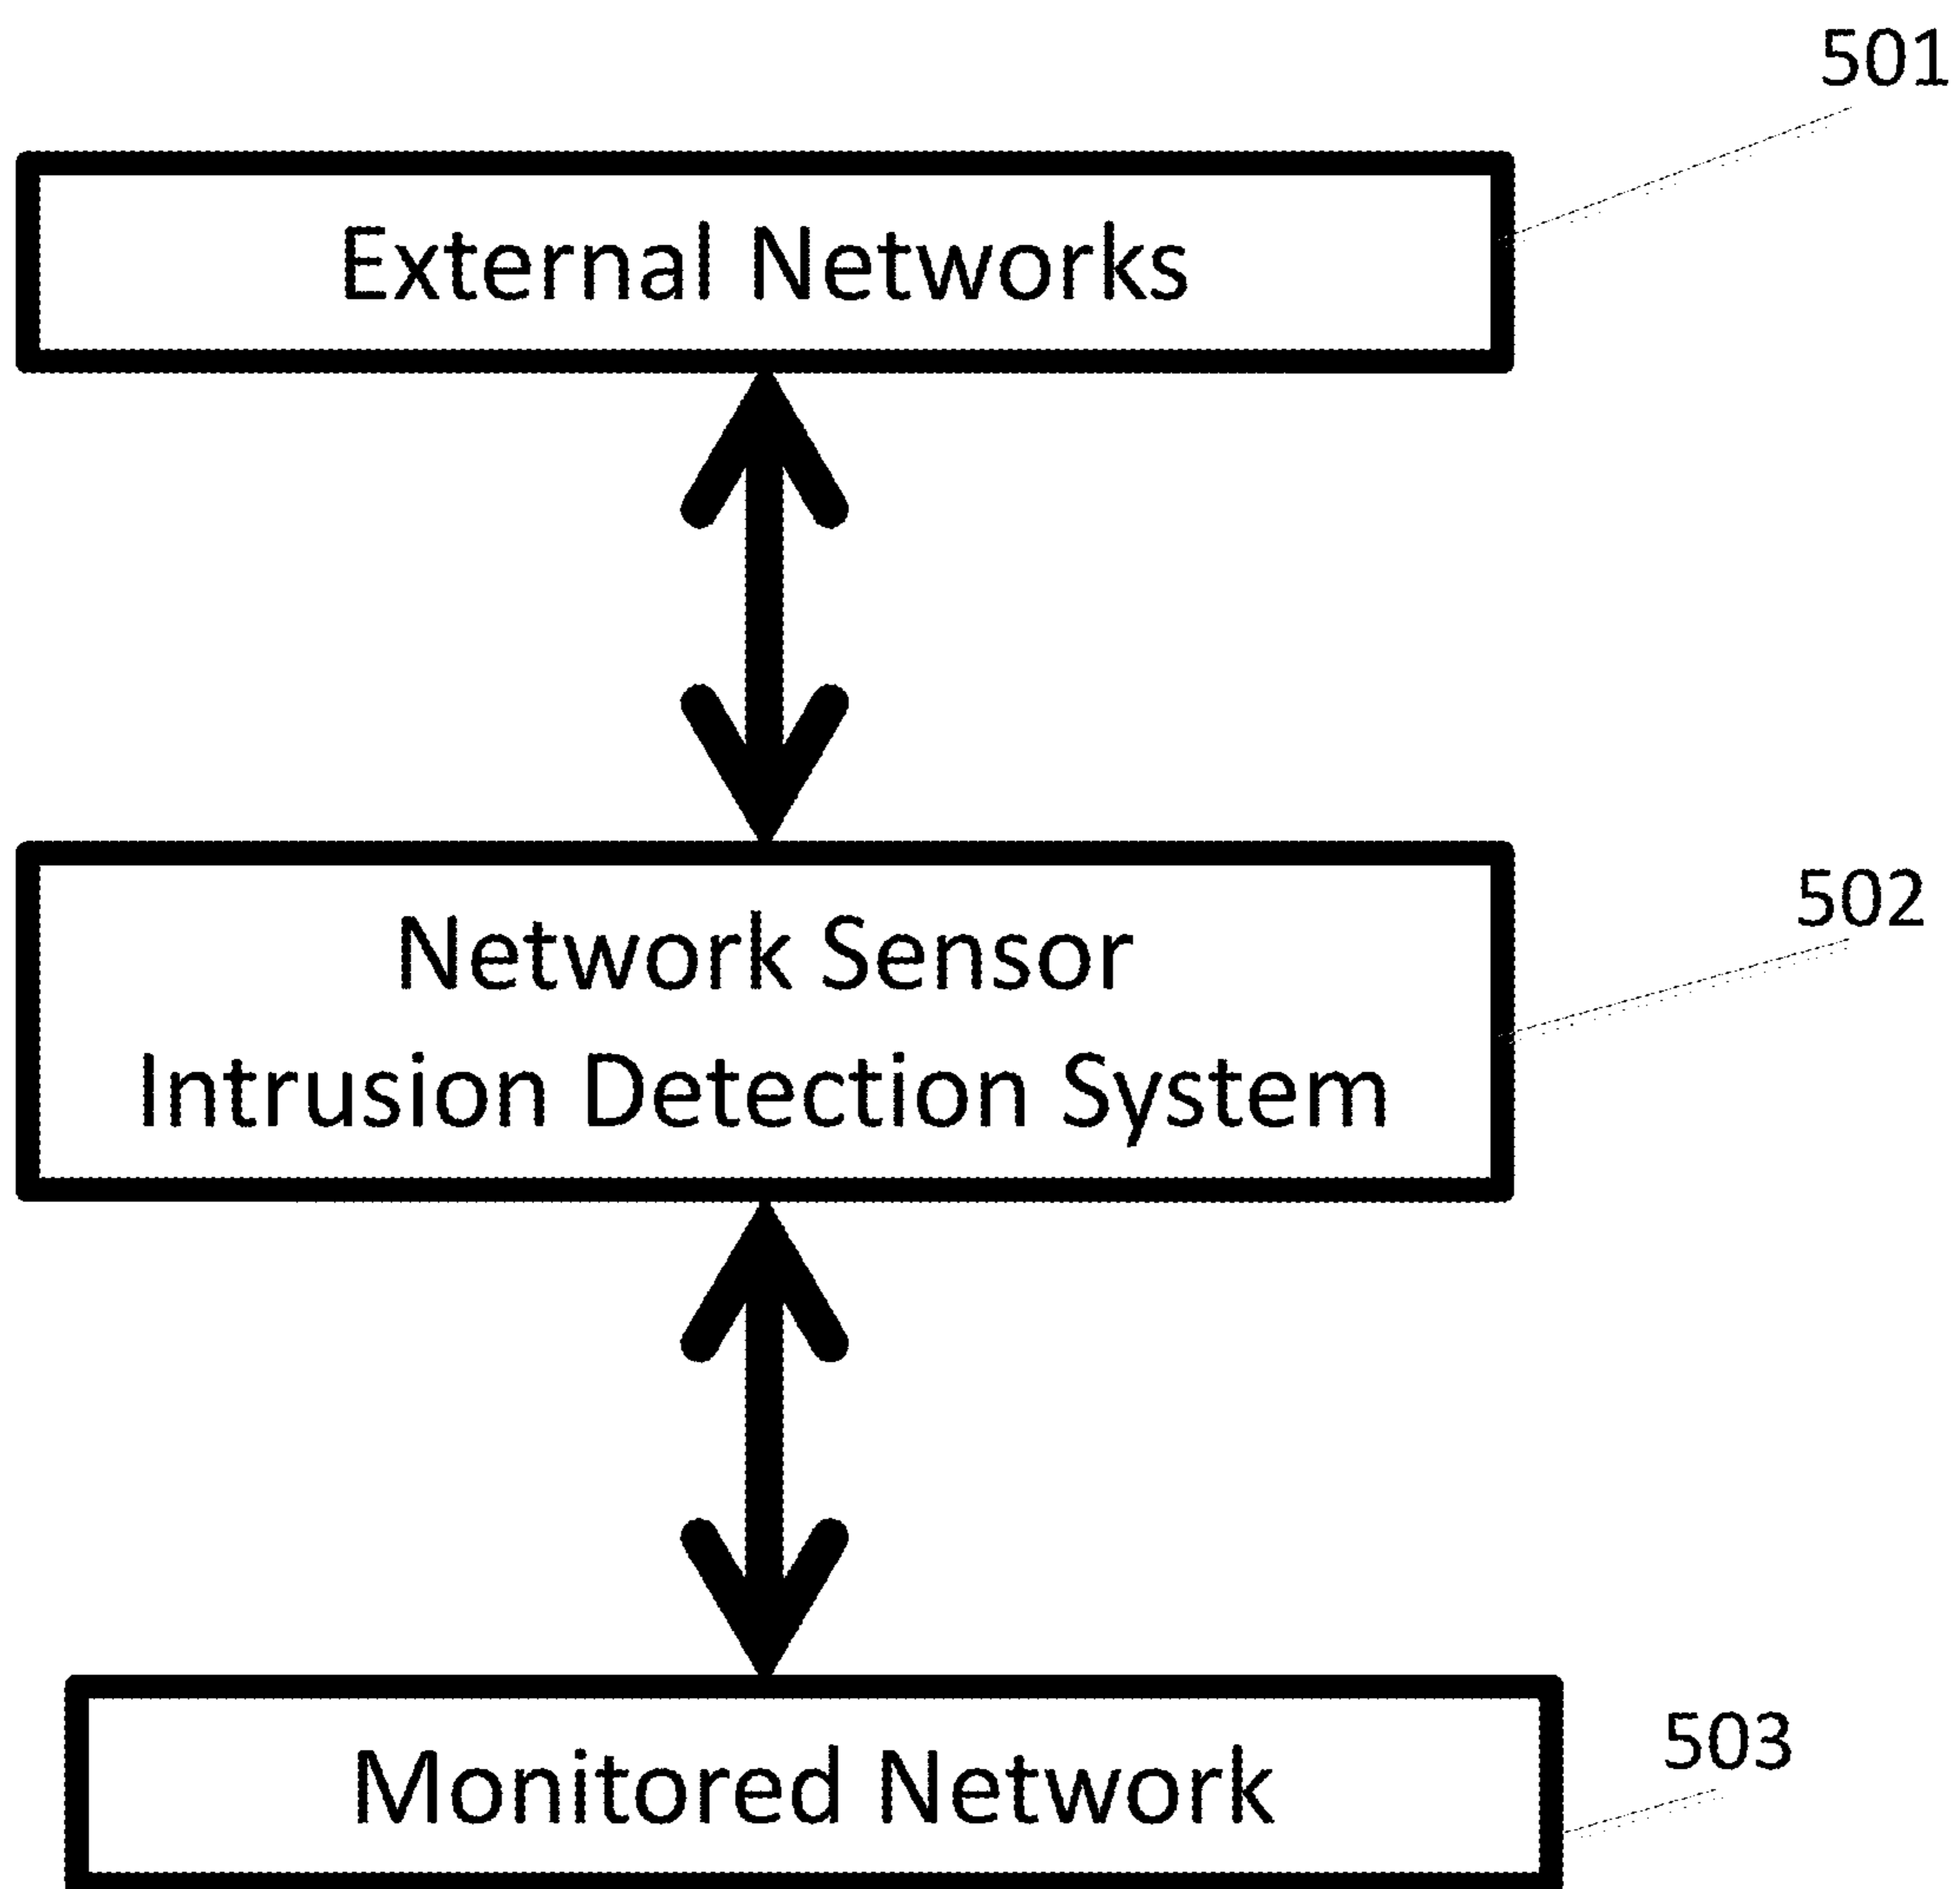 501
External Networks
502
Network Sensor
Intrusion Detection System
503
Monitored Network